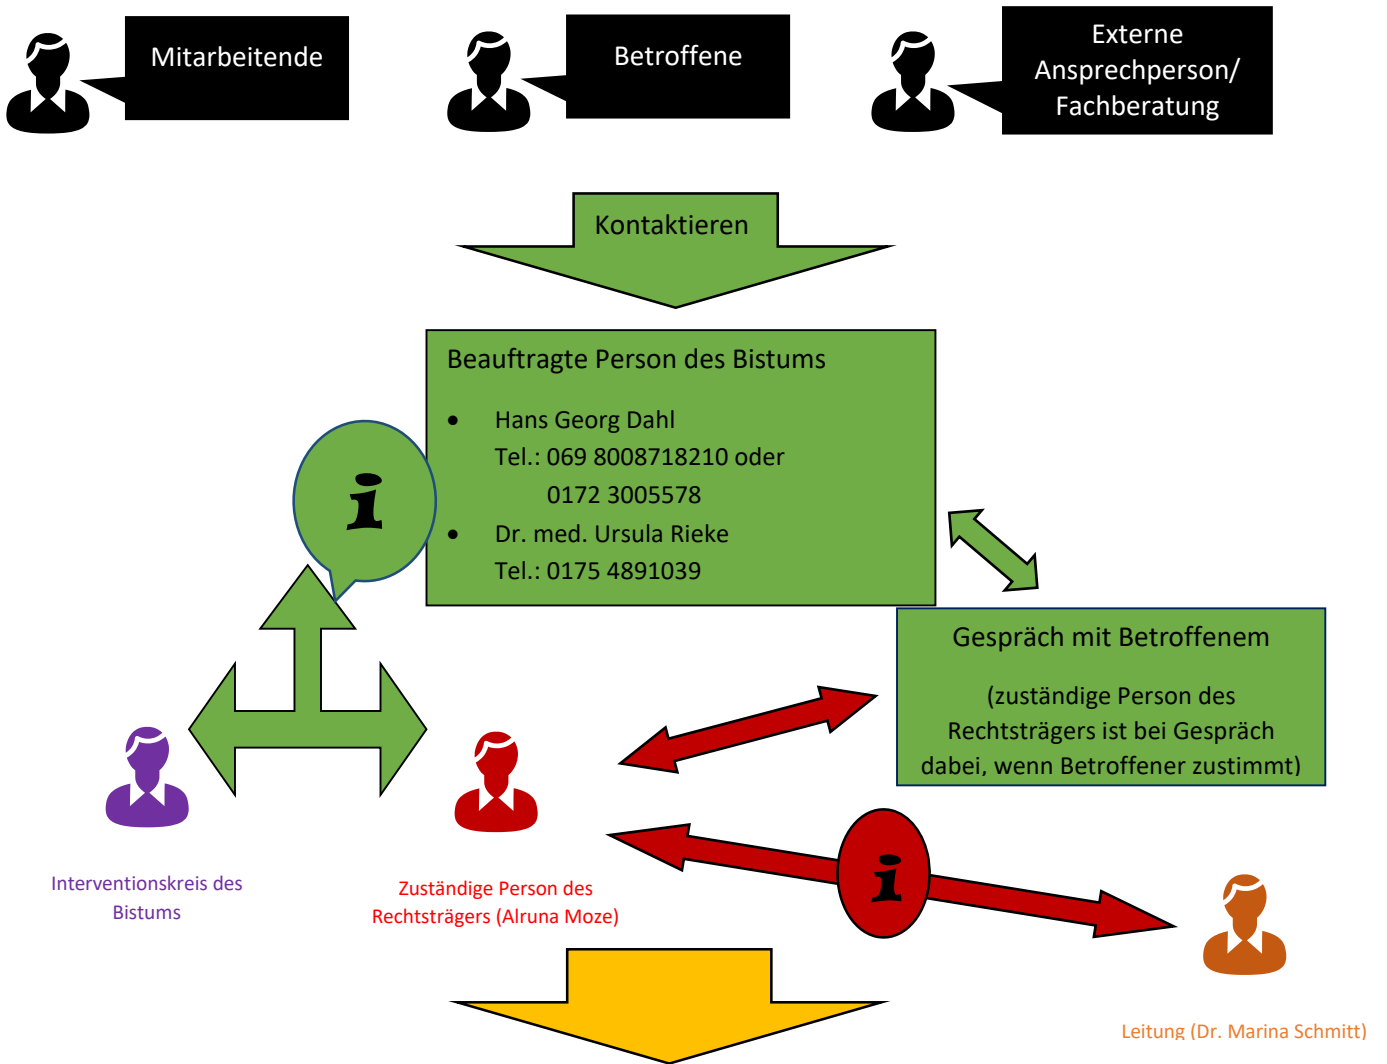 Mitarbeitende
Betroffene
Externe
Ansprechperson/
Fachberatung
Kontaktieren
Beauftragte Person des Bistums
• Hans Georg Dahl
Tel.: 069 8008718210 oder
0172 3005578
• Dr. med. Ursula Rieke
Tel.: 0175 4891039
i
Gespräch mit Betroffenem
(zuständige Person des
Rechtsträgers ist bei Gespräch
dabei, wenn Betroffener zustimmt)
i
Interventionskreis des
Bistums
Zuständige Person des
Rechtsträgers (Alruna Moze)
Leitung (Dr. Marina Schmitt)